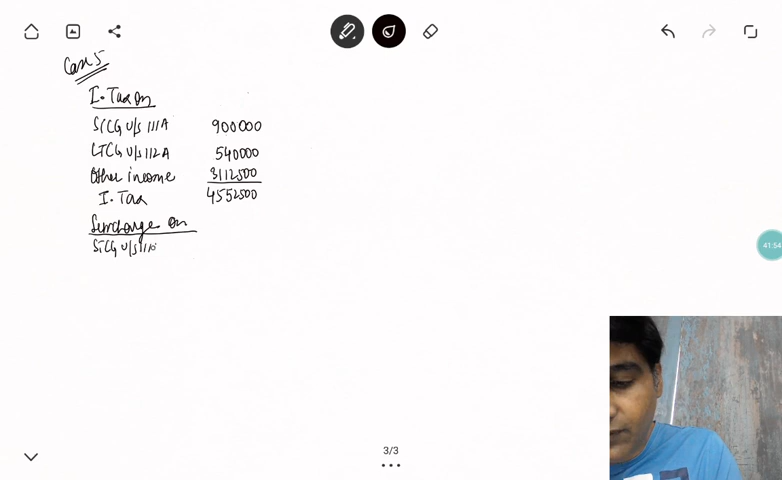 Case 5
I. Tax on
STCG u/s 111A 900000
LTCG u/s 112A 540000
Other income 3112500
I. Tax 4552500
Surcharge on
STCG u/s 11
41:54
3/3